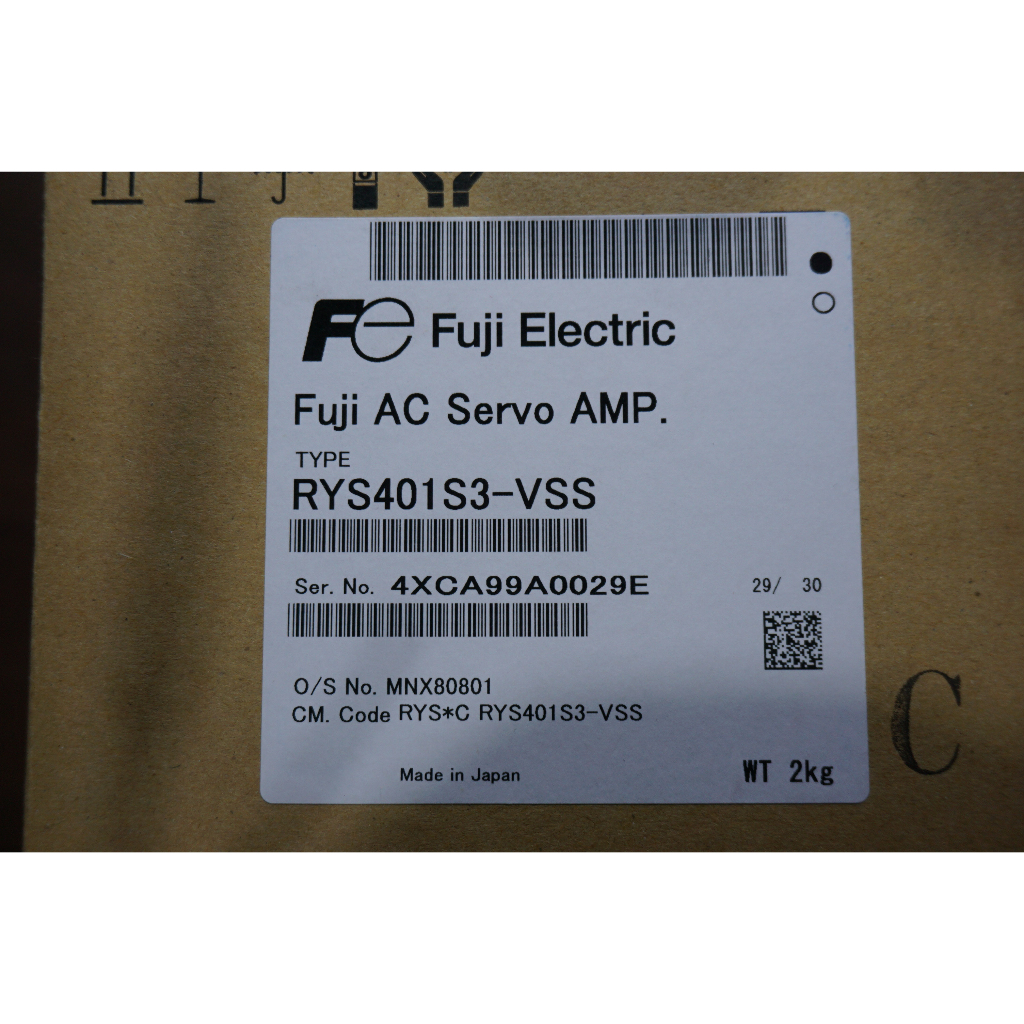 Fe Fuji Electric
Fuji AC Servo AMP.
TYPE
RYS401S3-VSS
Ser. No. 4XCA99A0029E 29/ 30
O/S No. MNX80801
CM. Code RYS*C RYS401S3-VSS
C
Made in Japan WT 2kg